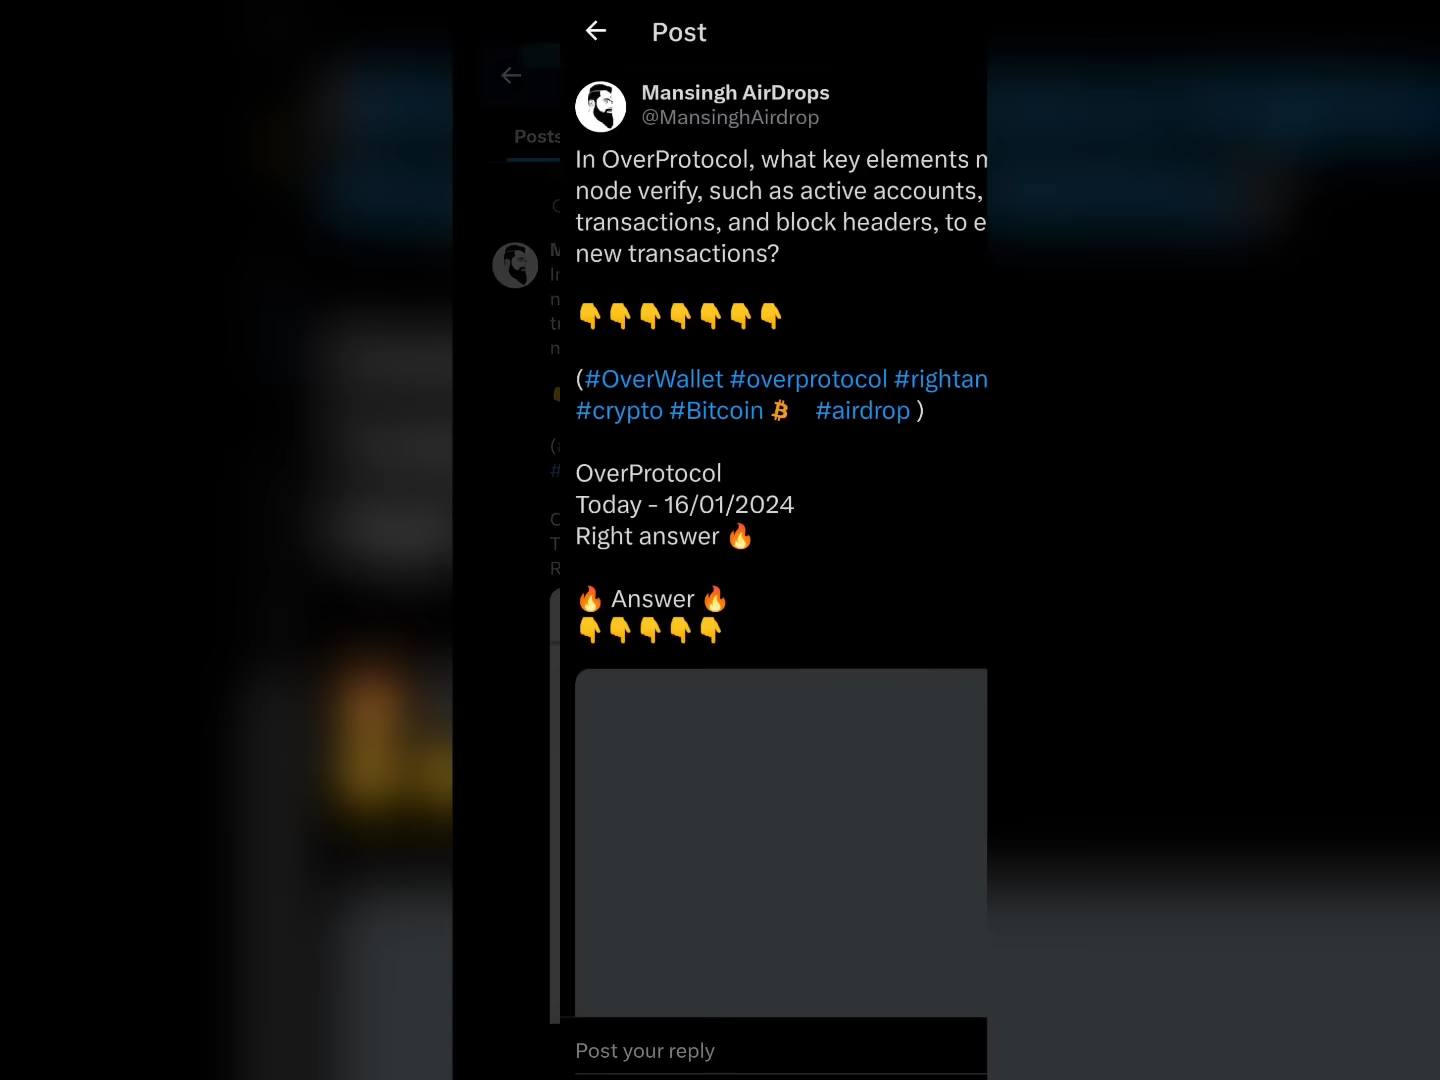 Post
Posts
Mansingh AirDrops
@MansinghAirdrop
In OverProtocol, what key elements
node verify, such as active accounts,
transactions, and block headers, to
new transactions?
👇👇👇👇👇👇👇
(#OverWallet #overprotocol #rightan
#crypto #Bitcoin #airdrop )
OverProtocol
Today - 16/01/2024
Right answer 🔥
🔥 Answer 🔥
👇👇👇👇👇
Post your reply